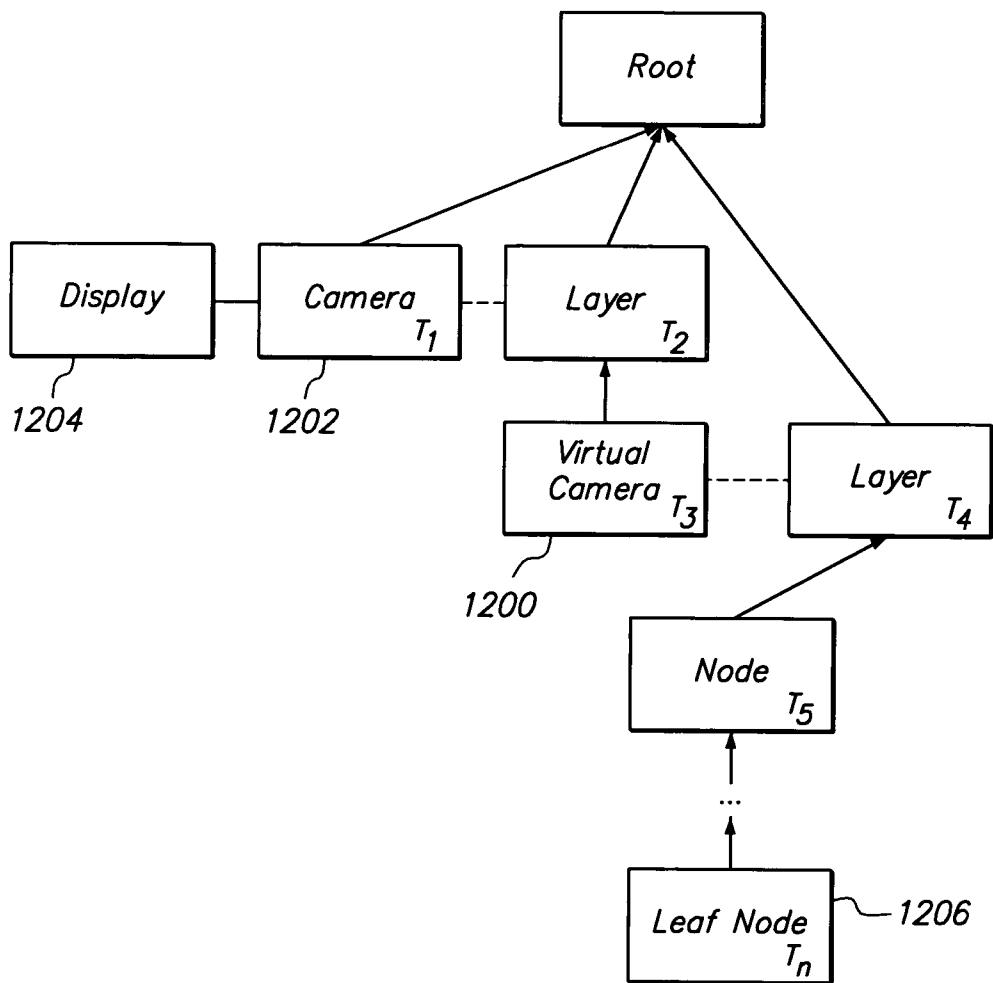 Root
Display
Camera
T1
Layer
T2
1204
1202
Virtual
Camera
T3
Layer
T4
1200
Node
T5
...
Leaf Node
Tn
1206